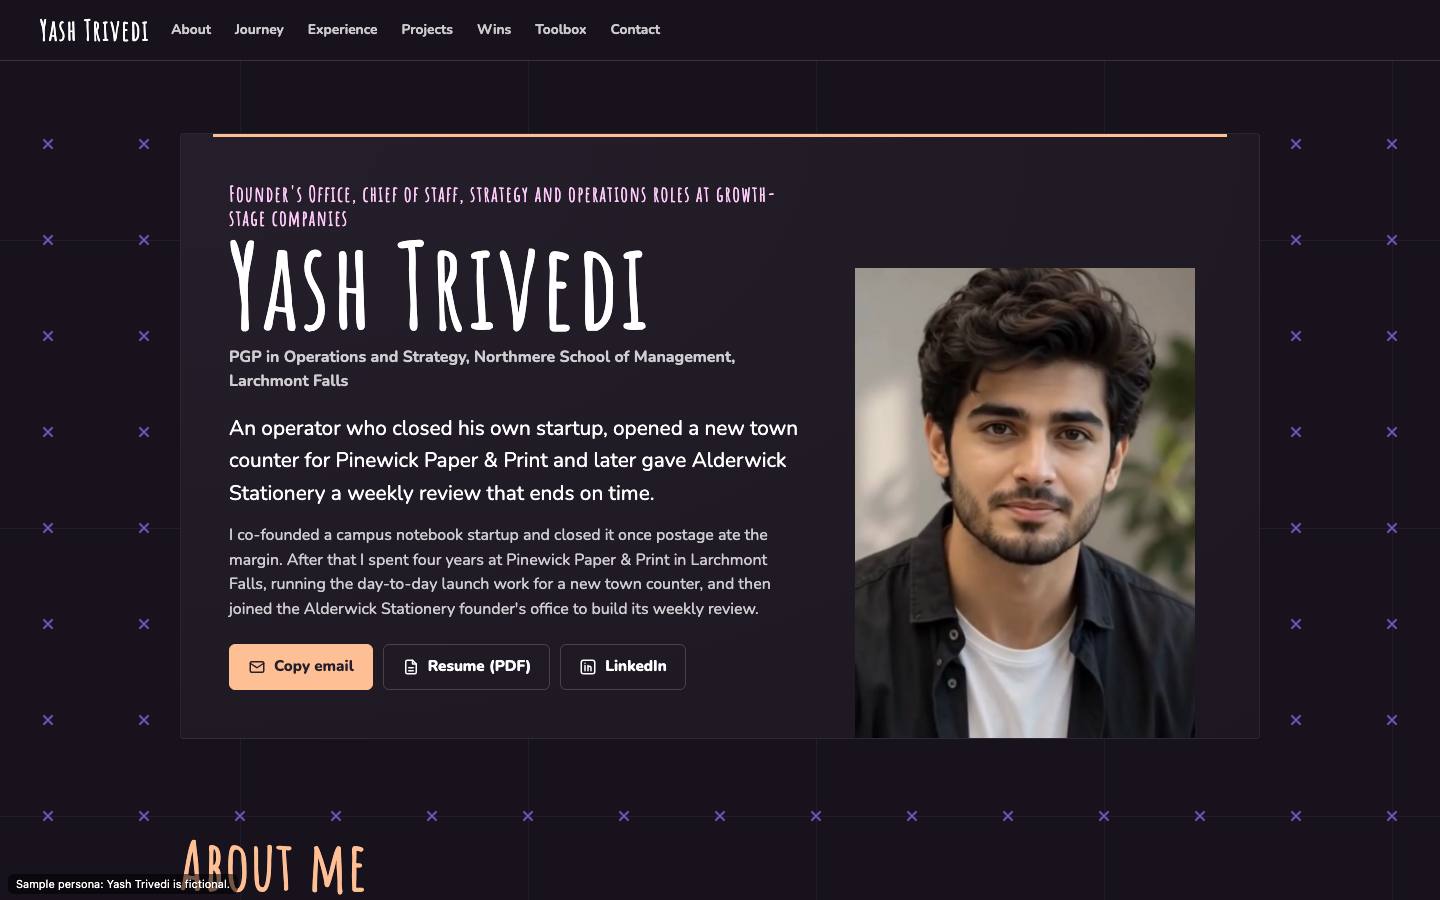 Yash Trivedi
About
Journey
Experience
Projects
Wins
Toolbox
Contact
Founder's Office, chief of staff, strategy and operations roles at growth-
stage companies
Yash Trivedi
PGP in Operations and Strategy, Northmere School of Management,
Larchmont Falls
An operator who closed his own startup, opened a new town
counter for Pinewick Paper & Print and later gave Alderwick
Stationery a weekly review that ends on time.
I co-founded a campus notebook startup and closed it once postage ate the
margin. After that I spent four years at Pinewick Paper & Print in Larchmont
Falls, running the day-to-day launch work for a new town counter, and then
joined the Alderwick Stationery founder's office to build its weekly review.
Copy email
Resume (PDF)
LinkedIn
About me
Sample persona: Yash Trivedi is fictional.